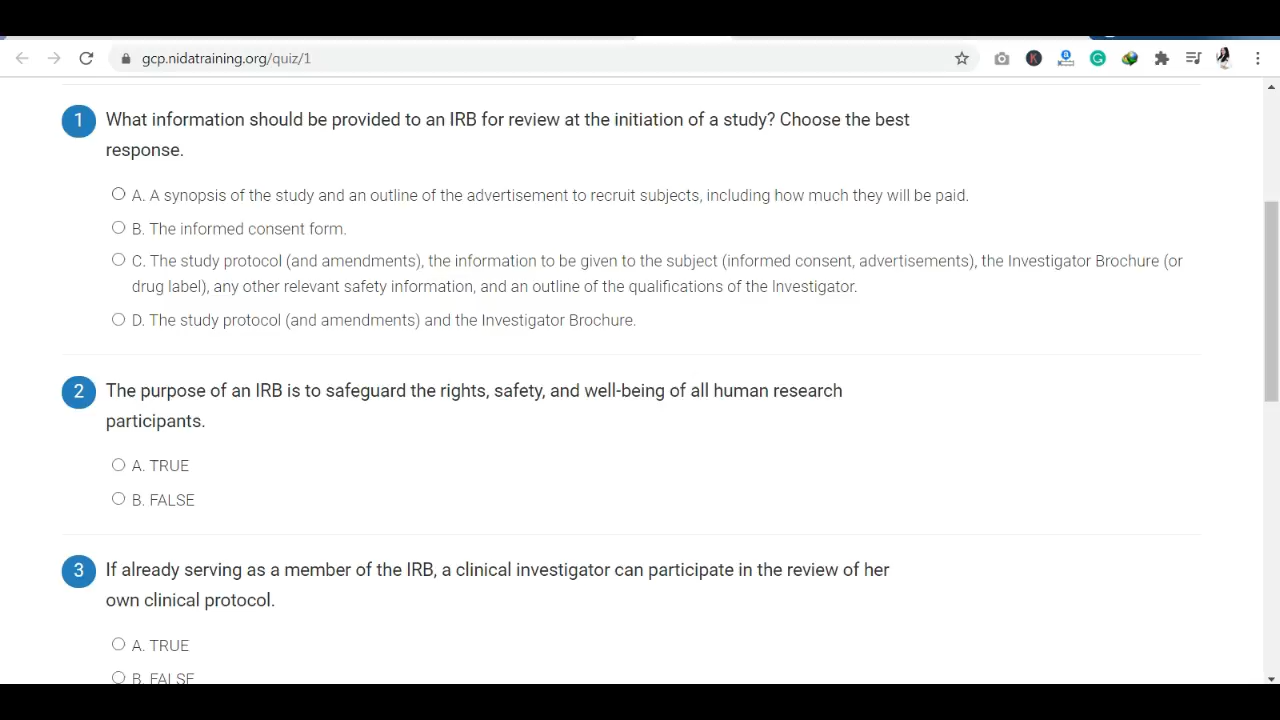 gcp.nidatraining.org/quiz/1
1
What information should be provided to an IRB for review at the initiation of a study? Choose the best
response.
A. A synopsis of the study and an outline of the advertisement to recruit subjects, including how much they will be paid.
B. The informed consent form.
C. The study protocol (and amendments), the information to be given to the subject (informed consent, advertisements), the Investigator Brochure (or
drug label), any other relevant safety information, and an outline of the qualifications of the Investigator.
D. The study protocol (and amendments) and the Investigator Brochure.
2
The purpose of an IRB is to safeguard the rights, safety, and well-being of all human research
participants.
A. TRUE
B. FALSE
3
If already serving as a member of the IRB, a clinical investigator can participate in the review of her
own clinical protocol.
A. TRUE
B. FALSE